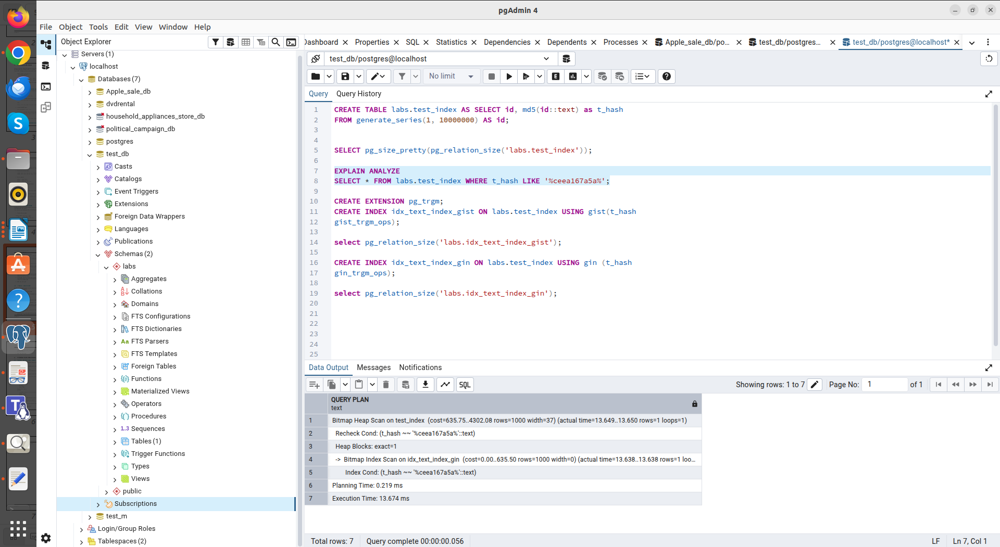 pgAdmin 4
File Object Tools Edit View Window Help
Object Explorer
Servers (1)
localhost
Databases (7)
Apple_sale_db
dvdrental
household_appliances_store_db
political_campaign_db
postgres
test_db
Casts
Catalogs
Event Triggers
Extensions
Foreign Data Wrappers
Languages
Publications
Schemas (2)
labs
Aggregates
Collations
Domains
FTS Configurations
FTS Dictionaries
Aa FTS Parsers
FTS Templates
Foreign Tables
Functions
Materialized Views
Operators
Procedures
1..3 Sequences
Tables (1)
Trigger Functions
Types
Views
public
Subscriptions
test_m
Login/Group Roles
Tablespaces (2)
Dashboard Properties SQL Statistics Dependencies Dependents Processes Apple_sale_db/po... test_db/postgres... test_db/postgres@localhost*
test_db/postgres@localhost
No limit
Query Query History
1 CREATE TABLE labs.test_index AS SELECT id, md5(id::text) as t_hash
2 FROM generate_series(1, 10000000) AS id;
3
4
5 SELECT pg_size_pretty(pg_relation_size('labs.test_index'));
6
7 EXPLAIN ANALYZE
8 SELECT * FROM labs.test_index WHERE t_hash LIKE '%ceea167a5a%';
9
10 CREATE EXTENSION pg_trgm;
11 CREATE INDEX idx_text_index_gist ON labs.test_index USING gist(t_hash
12 gist_trgm_ops);
13
14 select pg_relation_size('labs.idx_text_index_gist');
15
16 CREATE INDEX idx_text_index_gin ON labs.test_index USING gin (t_hash
17 gin_trgm_ops);
18
19 select pg_relation_size('labs.idx_text_index_gin');
20
21
22
23
24
25
Data Output Messages Notifications
SQL
Showing rows: 1 to 7 Page No: 1 of 1
QUERY PLAN
text
1 Bitmap Heap Scan on test_index (cost=635.75..4302.08 rows=1000 width=37) (actual time=13.649..13.650 rows=1 loops=1)
2 Recheck Cond: (t_hash ~~ '%ceea167a5a%'::text)
3 Heap Blocks: exact=1
4 -> Bitmap Index Scan on idx_text_index_gin (cost=0.00..635.50 rows=1000 width=0) (actual time=13.638..13.638 rows=1 loo...
5 Index Cond: (t_hash ~~ '%ceea167a5a%'::text)
6 Planning Time: 0.219 ms
7 Execution Time: 13.674 ms
Total rows: 7 Query complete 00:00:00.056
LF Ln 7, Col 1